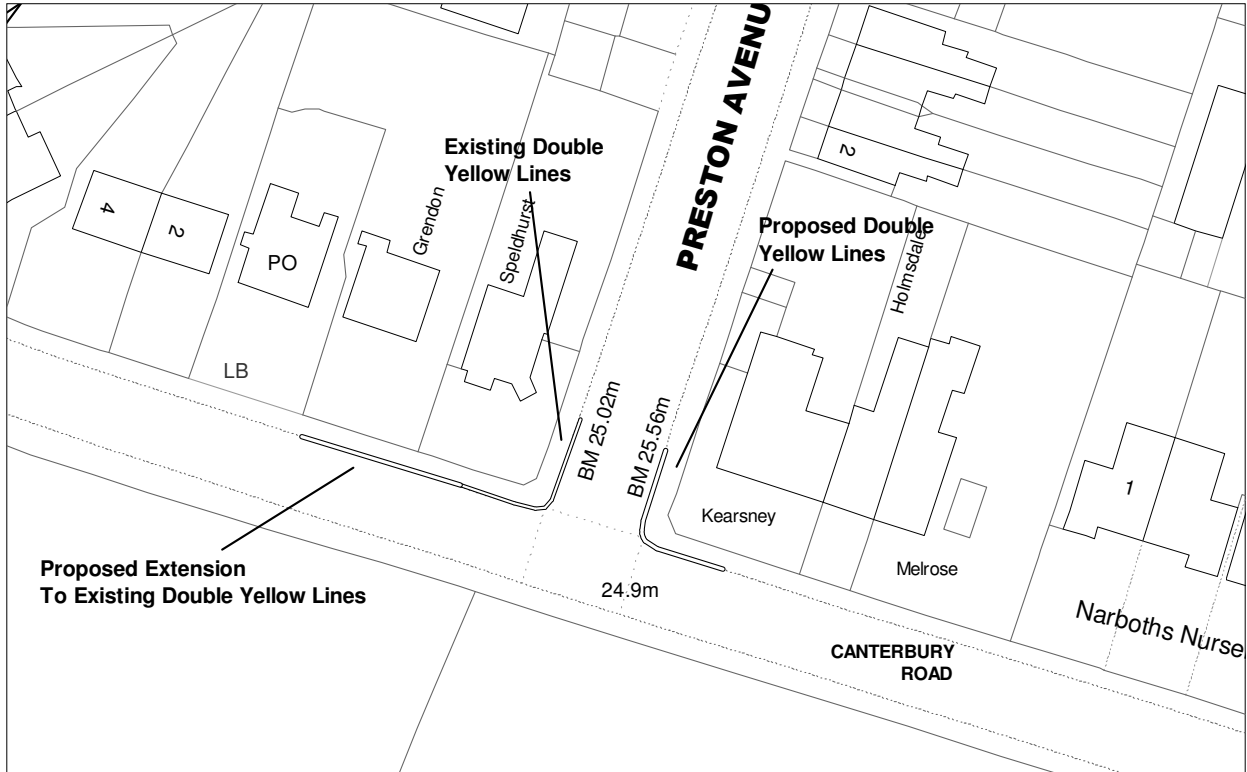 PRESTON AVENU
Existing Double
Yellow Lines
2
Proposed Double
Yellow Lines
4
2
PO
Grendon
Speldhurst
Holmsdale
LB
BM 25.02m
BM 25.56m
Kearsney
1
Proposed Extension
To Existing Double Yellow Lines
24.9m
Melrose
Narboths Nurse
CANTERBURY
ROAD